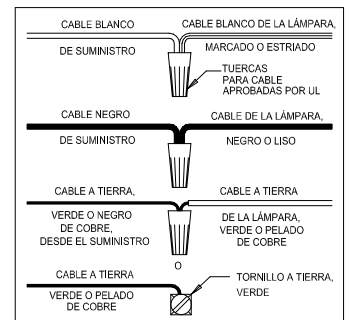 CABLE BLANCO
CABLE BLANCO DE LA LÁMPARA,
DE SUMINISTRO
MARCADO O ESTRIADO
TUERCAS
PARA CABLE
APROBADAS POR UL
CABLE NEGRO
CABLE DE LA LÁMPARA,
DE SUMINISTRO
NEGRO O LISO
CABLE A TIERRA,
CABLE A TIERRA
VERDE O NEGRO
DE COBRE,
DESDE EL SUMINISTRO
DE LA LÁMPARA,
VERDE O PELADO
DE COBRE
O
CABLE A TIERRA
VERDE O PELADO
DE COBRE
TORNILLO A TIERRA,
VERDE